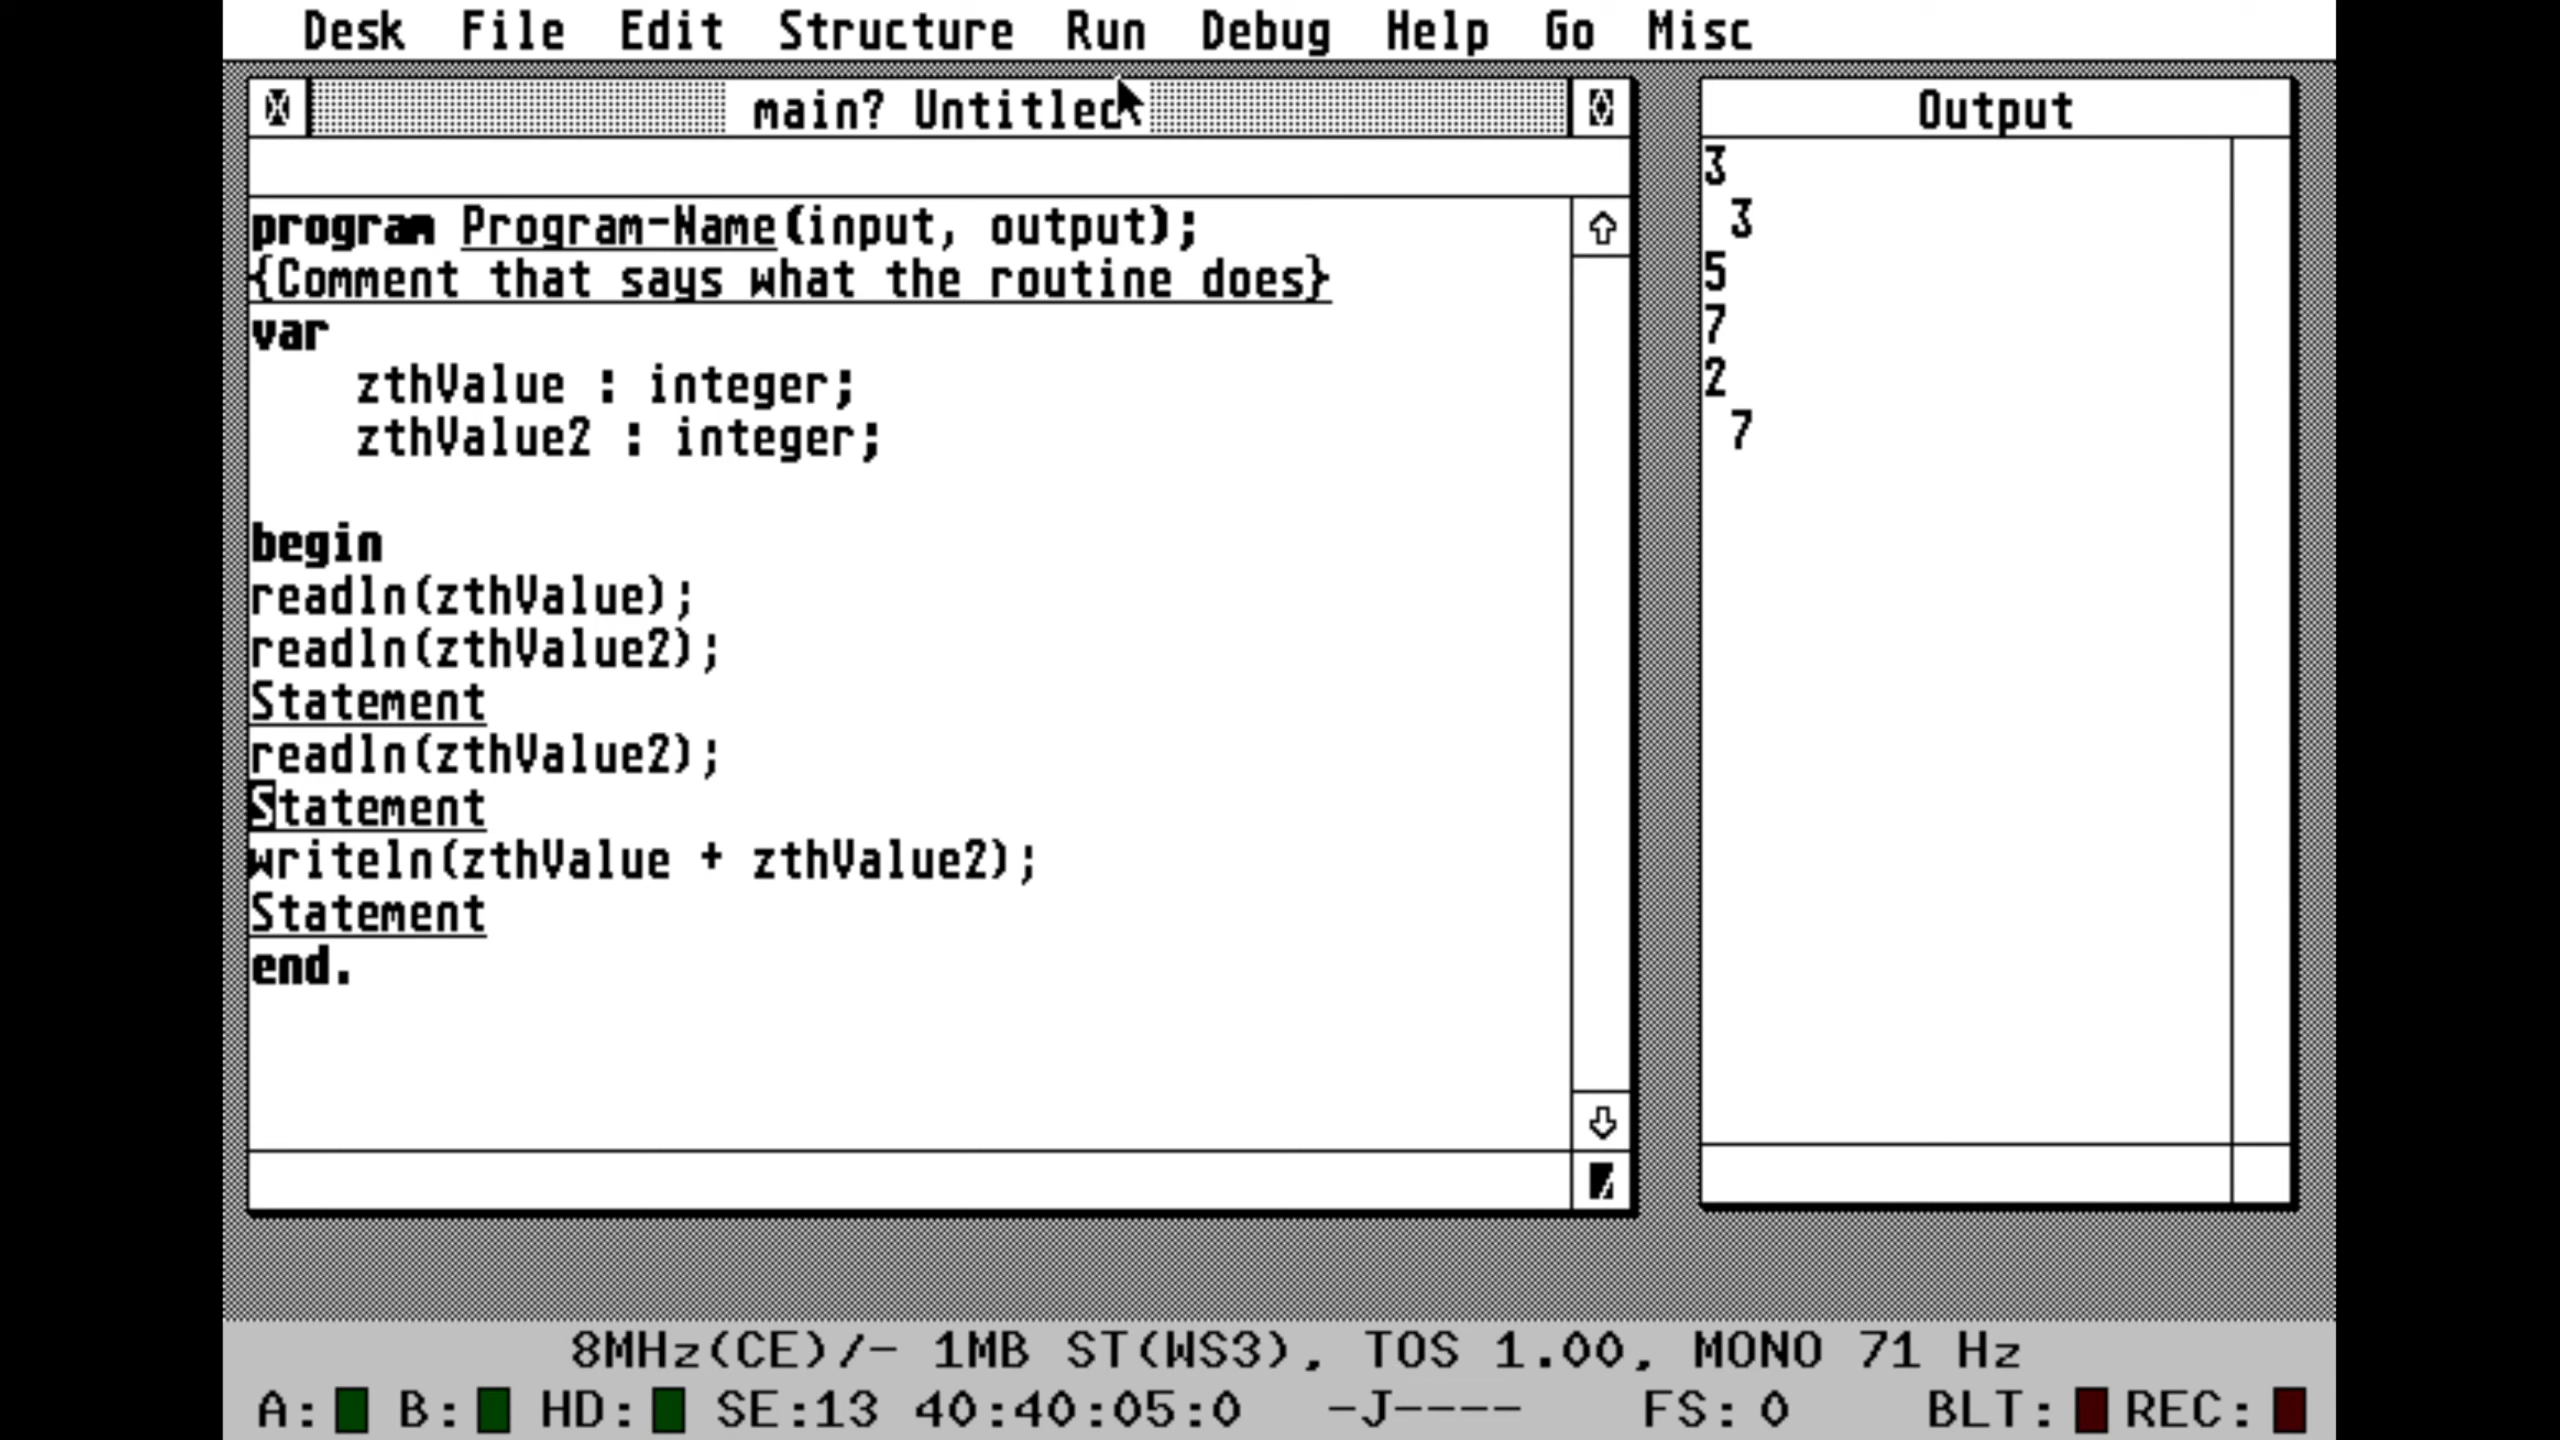 Desk File Edit Structure Run Debug Help Go Misc
main? Untitled
program Program-Name(input, output);
{Comment that says what the routine does}
var
zthValue : integer;
zthValue2 : integer;
begin
readln(zthValue);
readln(zthValue2);
Statement
readln(zthValue2);
Statement
writeln(zthValue + zthValue2);
Statement
end.
Output
3
3
5
7
2
7
8MHz(CE)/- 1MB ST(WS3), TOS 1.00, MONO 71 Hz
A: B: HD: SE:13 40:40:05:0 -J---- FS: 0 BLT: REC: